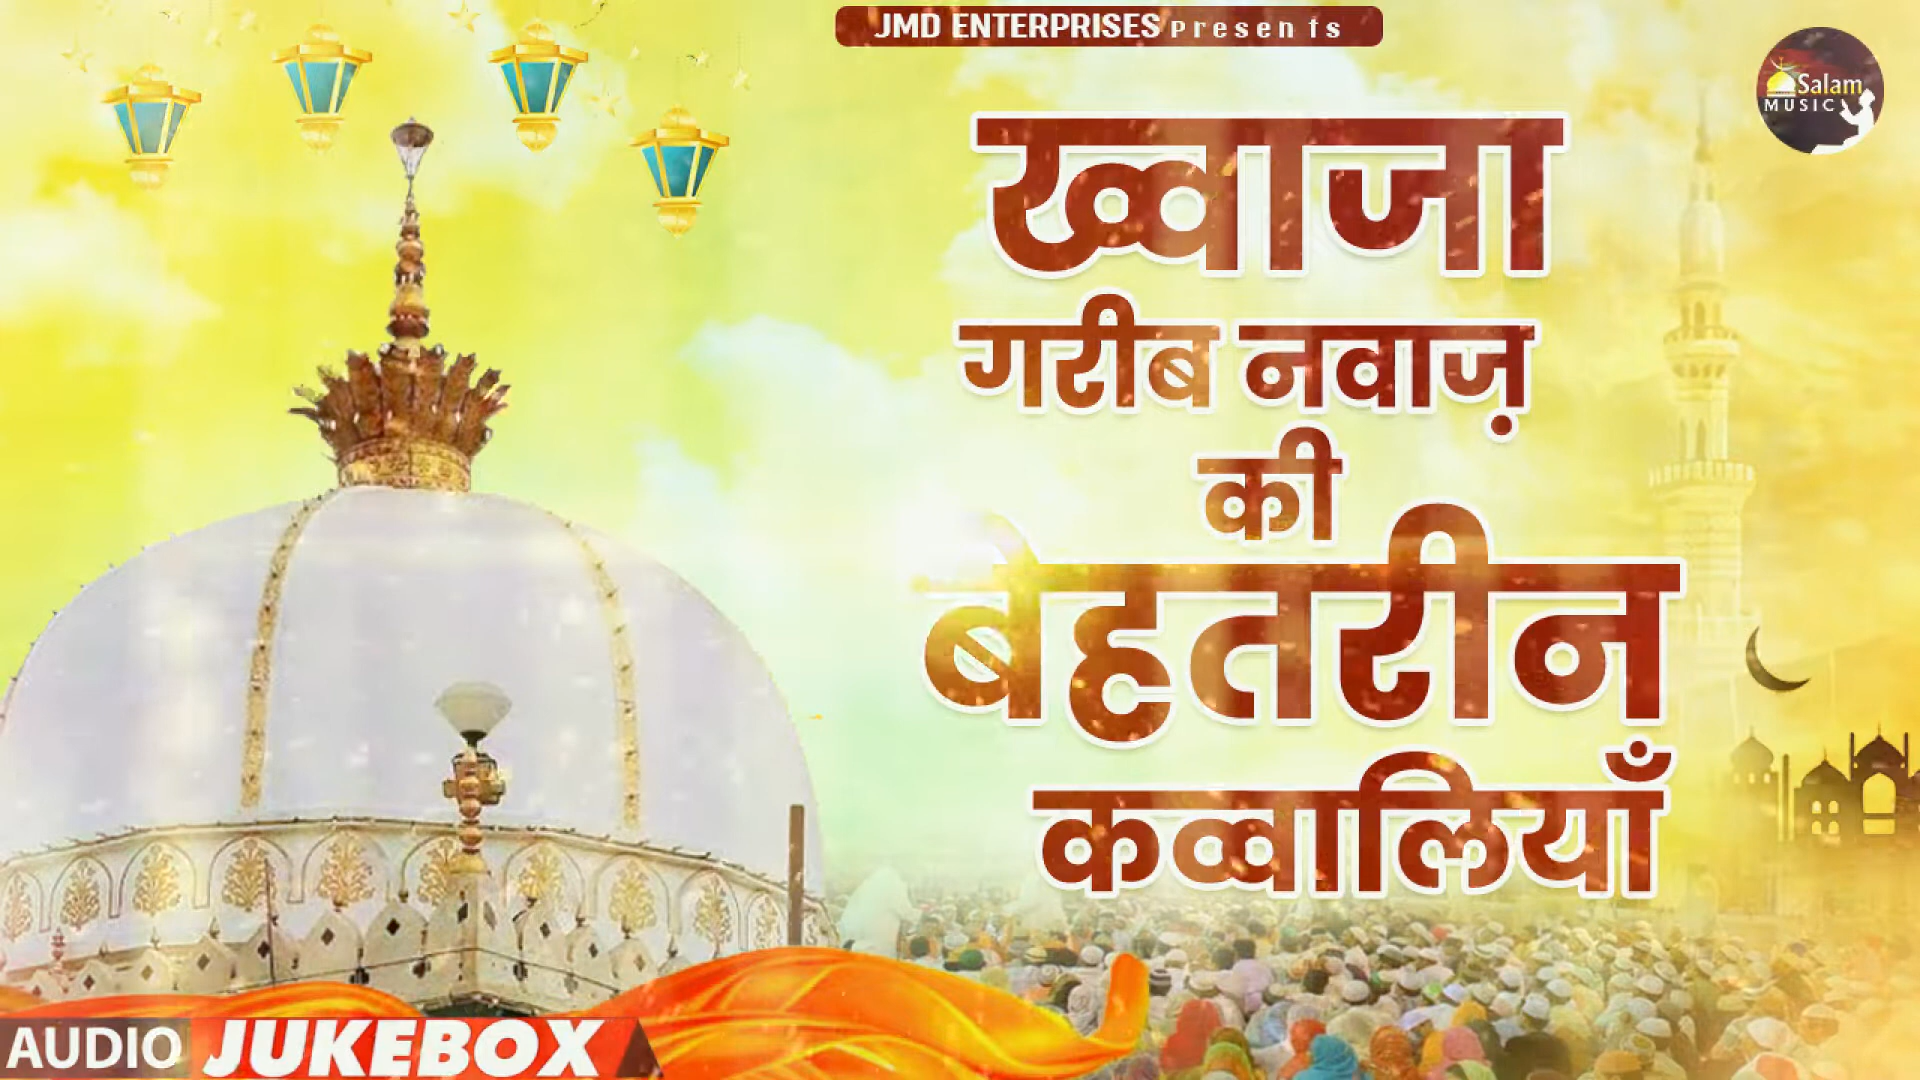 JMD ENTERPRISES Presents
Salam
MUSIC
ख्वाजा
गरीब नवाज़
की
बेहतरीन
कव्वालियाँ
AUDIO JUKEBOX